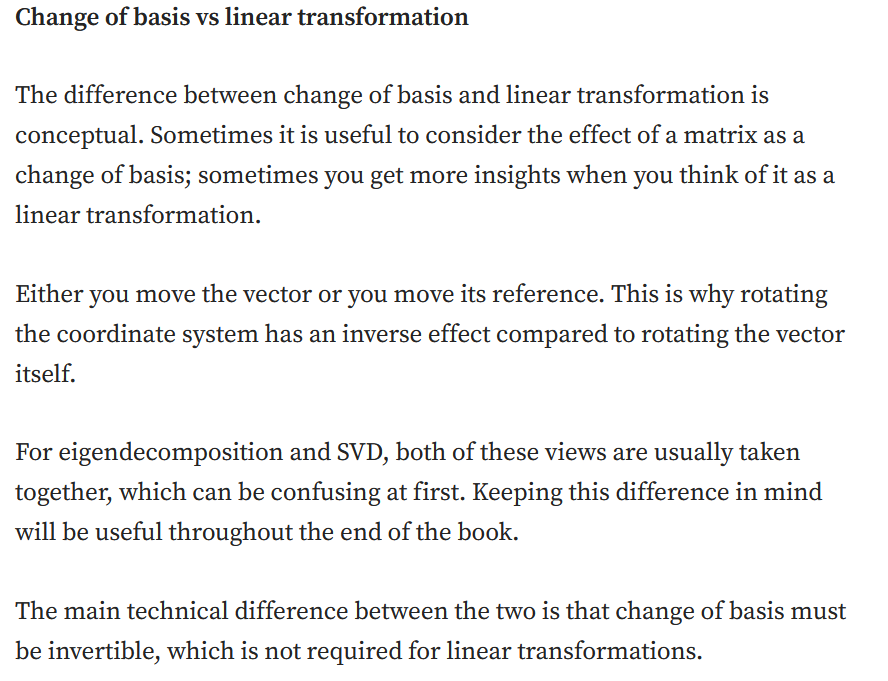 Change of basis vs linear transformation
The difference between change of basis and linear transformation is
conceptual. Sometimes it is useful to consider the effect of a matrix as a
change of basis; sometimes you get more insights when you think of it as a
linear transformation.
Either you move the vector or you move its reference. This is why rotating
the coordinate system has an inverse effect compared to rotating the vector
itself.
For eigendecomposition and SVD, both of these views are usually taken
together, which can be confusing at first. Keeping this difference in mind
will be useful throughout the end of the book.
The main technical difference between the two is that change of basis must
be invertible, which is not required for linear transformations.